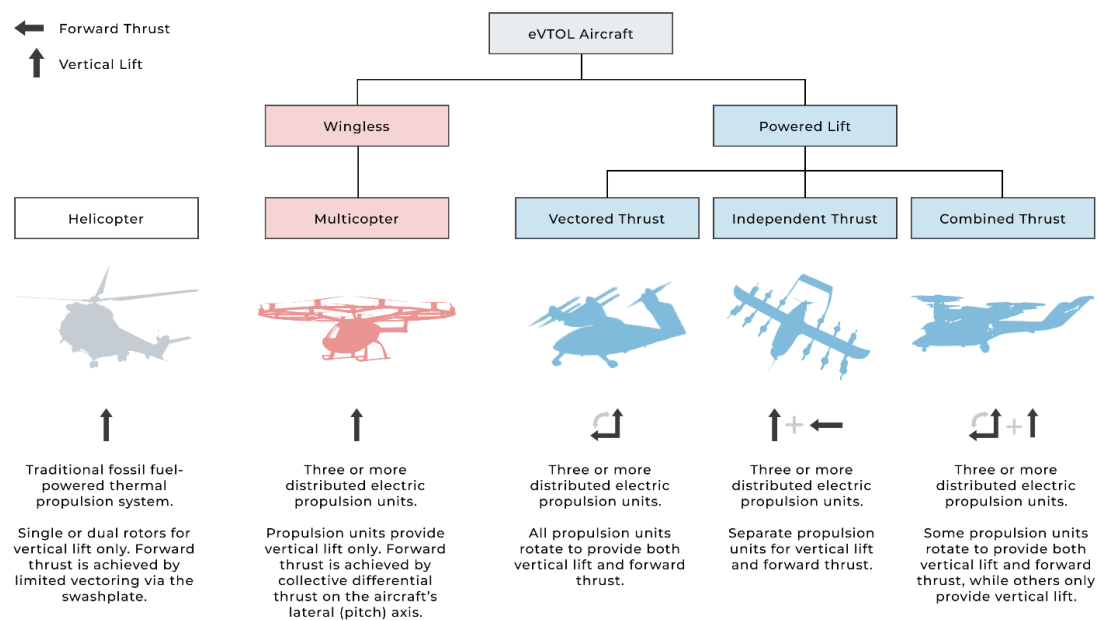 Forward Thrust
Vertical Lift
eVTOL Aircraft
Wingless
Powered Lift
Helicopter
Multicopter
Vectored Thrust
Independent Thrust
Combined Thrust
Traditional fossil fuel-
powered thermal
propulsion system.
Single or dual rotors for
vertical lift only. Forward
thrust is achieved by
limited vectoring via the
swashplate.
Three or more
distributed electric
propulsion units.
Propulsion units provide
vertical lift only. Forward
thrust is achieved by
collective differential
thrust on the aircraft's
lateral (pitch) axis.
Three or more
distributed electric
propulsion units.
All propulsion units
rotate to provide both
vertical lift and forward
thrust.
Three or more
distributed electric
propulsion units.
Separate propulsion
units for vertical lift
and forward thrust.
Three or more
distributed electric
propulsion units.
Some propulsion units
rotate to provide both
vertical lift and forward
thrust, while others only
provide vertical lift.